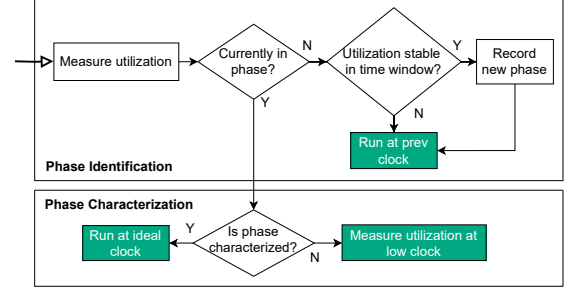 Measure utilization
Currently in
phase?
N
Utilization stable
in time window?
Y
Record
new phase
Y
N
Run at prev
clock
Phase Identification
Phase Characterization
Is phase
characterized?
Y
Run at ideal
clock
N
Measure utilization at
low clock